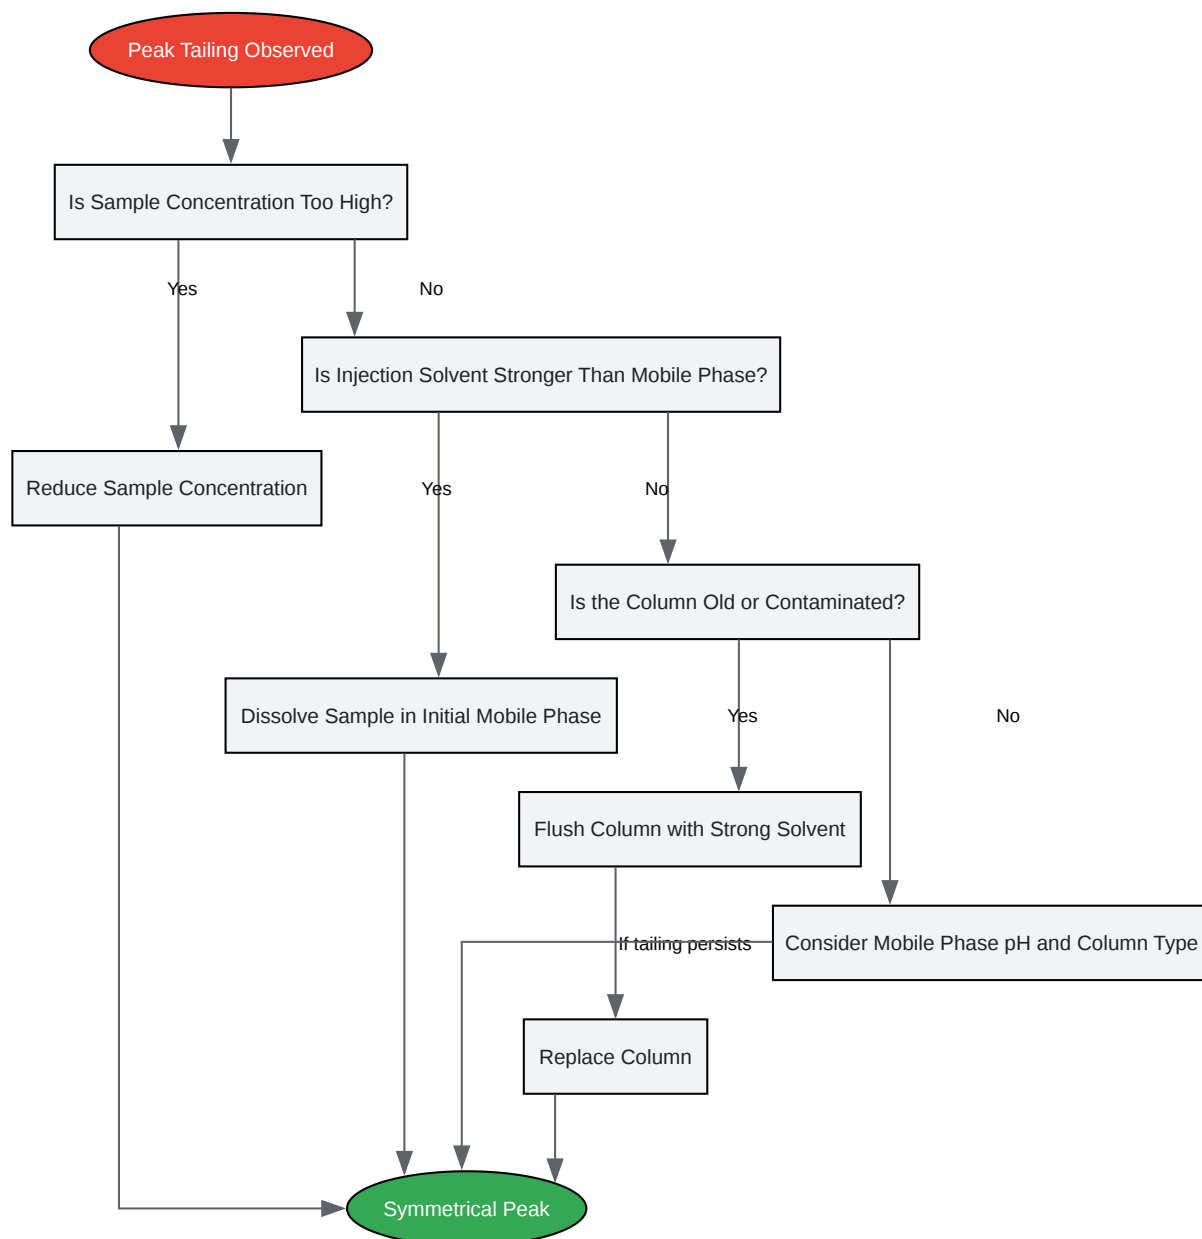 Peak Tailing Observed
Is Sample Concentration Too High?
Yes
No
Is Injection Solvent Stronger Than Mobile Phase?
Reduce Sample Concentration
Yes
No
Is the Column Old or Contaminated?
Dissolve Sample in Initial Mobile Phase
Yes
No
Flush Column with Strong Solvent
If tailing persists
Consider Mobile Phase pH and Column Type
Replace Column
Symmetrical Peak